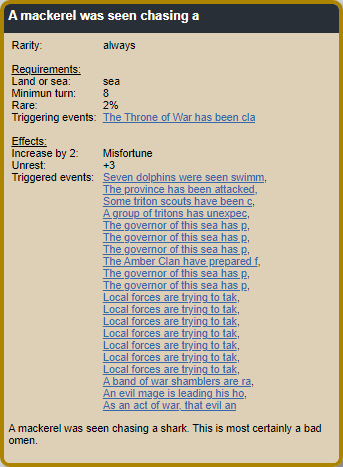 A mackerel was seen chasing a
Rarity: always
Requirements:
Land or sea: sea
Minimun turn: 8
Rare: 2%
Triggering events: The Throne of War has been cla
Effects:
Increase by 2: Misfortune
Unrest: +3
Triggered events: Seven dolphins were seen swimm,
The province has been attacked,
Some triton scouts have been c,
A group of tritons has unexpec,
The governor of this sea has p,
The governor of this sea has p,
The governor of this sea has p,
The Amber Clan have prepared f,
The governor of this sea has p,
The governor of this sea has p,
Local forces are trying to tak,
Local forces are trying to tak,
Local forces are trying to tak,
Local forces are trying to tak,
Local forces are trying to tak,
Local forces are trying to tak,
Local forces are trying to tak,
A band of war shamblers are ra,
An evil mage is leading his ho,
As an act of war, that evil an
A mackerel was seen chasing a shark. This is most certainly a bad
omen.